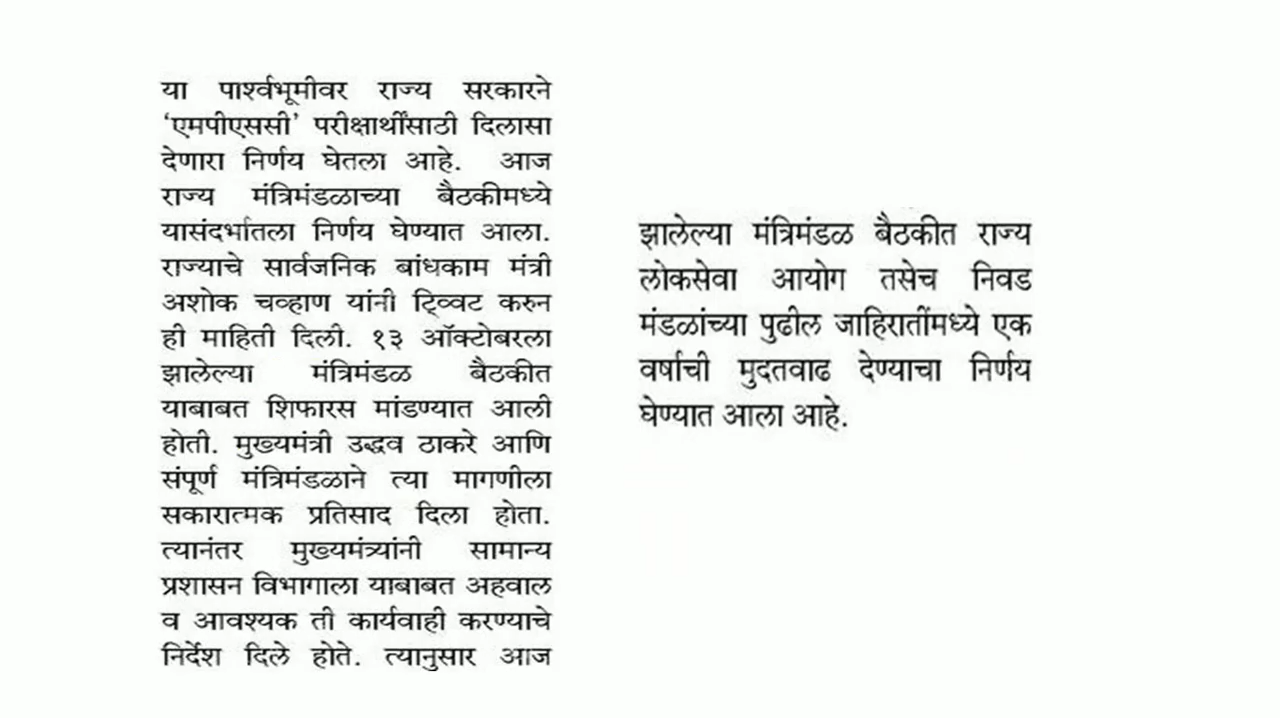 या पार्श्वभूमीवर राज्य सरकारने
‘एमपीएससी’ परीक्षार्थींसाठी दिलासा
देणारा निर्णय घेतला आहे. आज
राज्य मंत्रिमंडळाच्या बैठकीमध्ये
यासंदर्भातला निर्णय घेण्यात आला.
राज्याचे सार्वजनिक बांधकाम मंत्री
अशोक चव्हाण यांनी ट्विवट करुन
ही माहिती दिली. १३ ऑक्टोबरला
झालेल्या मंत्रिमंडळ बैठकीत
याबाबत शिफारस मांडण्यात आली
होती. मुख्यमंत्री उद्धव ठाकरे आणि
संपूर्ण मंत्रिमंडळाने त्या मागणीला
सकारात्मक प्रतिसाद दिला होता.
त्यानंतर मुख्यमंत्र्यांनी सामान्य
प्रशासन विभागाला याबाबत अहवाल
व आवश्यक ती कार्यवाही करण्याचे
निर्देश दिले होते. त्यानुसार आज
झालेल्या मंत्रिमंडळ बैठकीत राज्य
लोकसेवा आयोग तसेच निवड
मंडळांच्या पुढील जाहिरातींमध्ये एक
वर्षाची मुदतवाढ देण्याचा निर्णय
घेण्यात आला आहे.